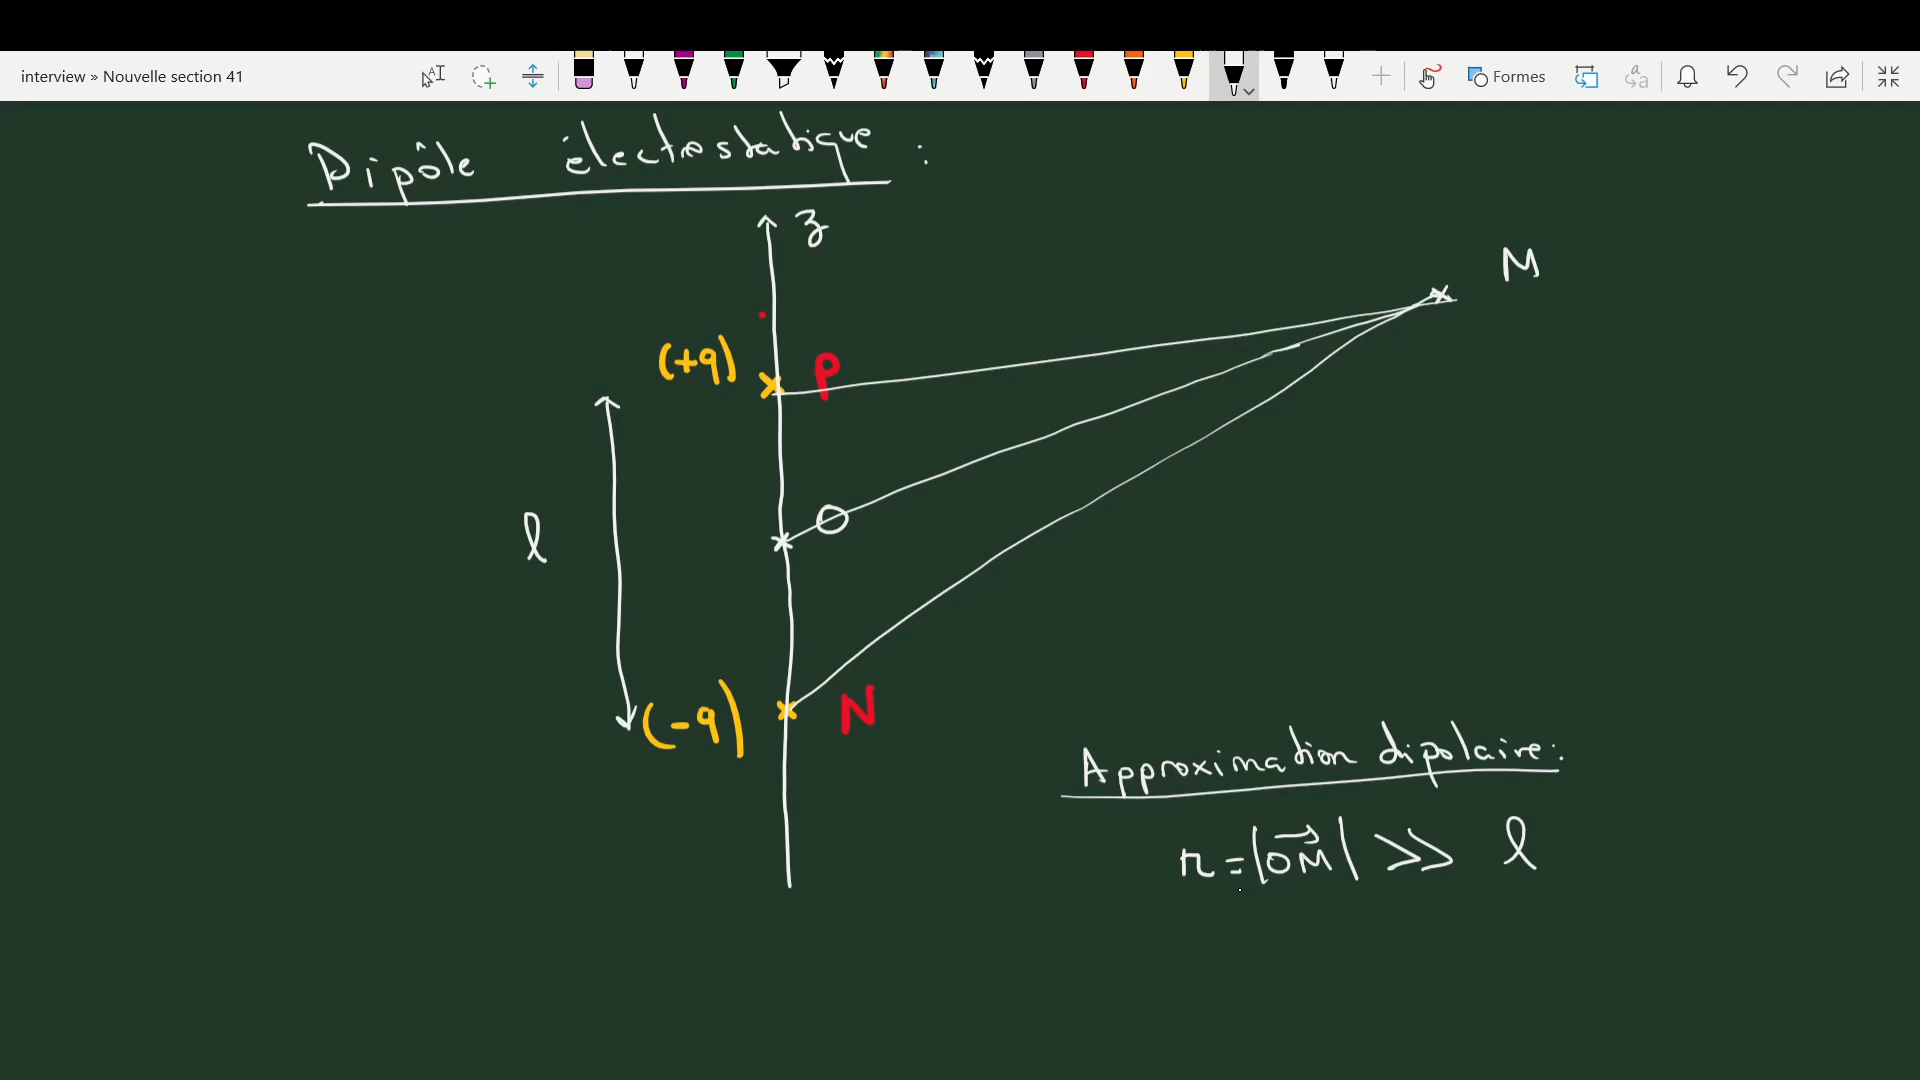 interview » Nouvelle section 41
Formes
Dipôle électrostatique :
z
M
(+q)
P
l
O
(-q)
N
Approximation dipolaire :
r = |OM| >> l